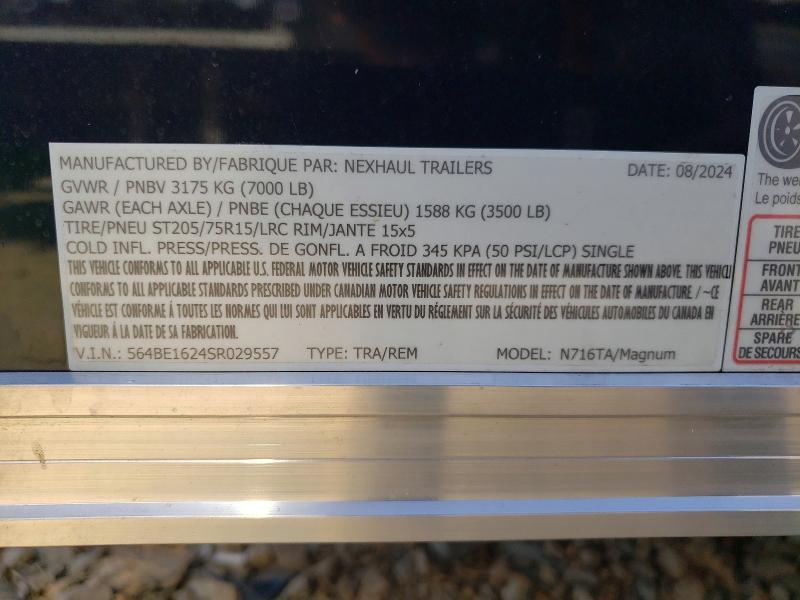 MANUFACTURED BY/FABRIQUE PAR: NEXHAUL TRAILERS DATE: 08/2024
GVWR / PNBV 3175 KG (7000 LB)
GAWR (EACH AXLE) / PNBE (CHAQUE ESSIEU) 1588 KG (3500 LB)
TIRE/PNEU ST205/75R15/LRC RIM/JANTE 15x5
COLD INFL. PRESS/PRESS. DE GONFL. A FROID 345 KPA (50 PSI/LCP) SINGLE
THIS VEHICLE CONFORMS TO ALL APPLICABLE U.S. FEDERAL MOTOR VEHICLE SAFETY STANDARDS IN EFFECT ON THE DATE OF MANUFACTURE SHOWN ABOVE. THIS VEHICL
CONFORMS TO ALL APPLICABLE STANDARDS PRESCRIBED UNDER CANADIAN MOTOR VEHICLE SAFETY REGULATIONS IN EFFECT ON THE DATE OF MANUFACTURE. / ~CE
VÉHICLE EST CONFORME À TOUTES LES NORMES QUI LUI SONT APPLICABLES EN VERTU DU RÉGLEMENT SUR LA SÉCURITÉ DES VÉHICULES AUTOMOBILES DU CANADA EN
VIGUEUR À LA DATE DE SA FABRICATION.
V.I.N.: 564BE1624SR029557 TYPE: TRA/REM MODEL: N716TA/Magnum
The wei
Le poids
TIRE
PNEU
FRONT
AVANT
REAR
ARRIÈRE
SPARE
DE SECOURS